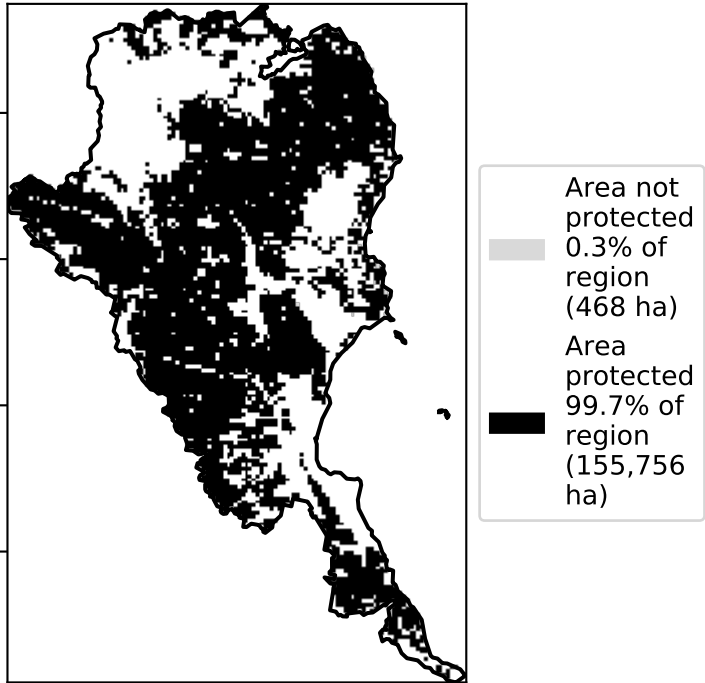 Area not
protected
0.3% of
region
(468 ha)
Area
protected
99.7% of
region
(155,756
ha)